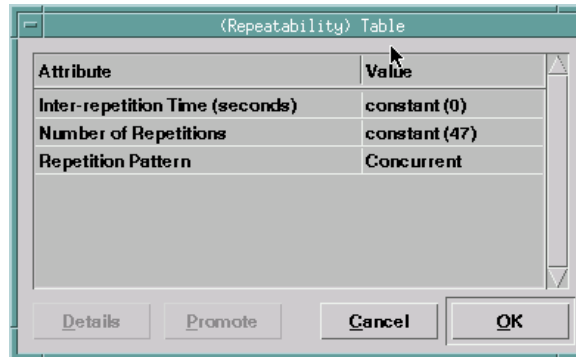 (Repeatability) Table
Attribute Value
Inter-repetition Time (seconds) constant (0)
Number of Repetitions constant (47)
Repetition Pattern Concurrent
Details Promote Cancel OK